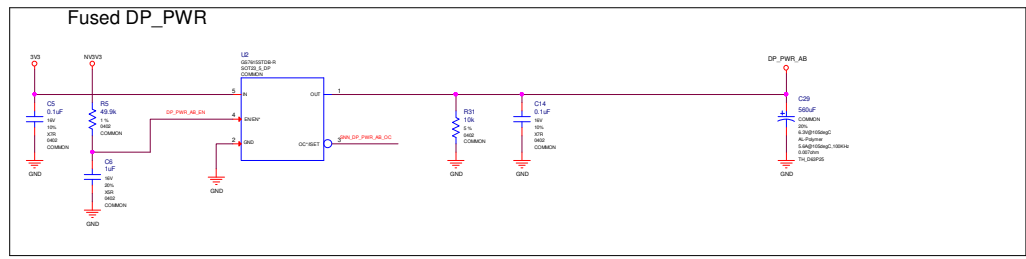 Fused DP_PWR
3V3
NV3V3
U2
GS7615STDB-R
SOT23_5_DP
COMMON
DP_PWR_AB
5
IN
OUT
1
C5
0.1uF
16V
10%
X7R
0402
COMMON
GND
R5
49.9k
1 %
0402
COMMON
DP_PWR_AB_EN
4
EN/EN*
2
GND
OC*/ISET
3
SNN_DP_PWR_AB_OC
R31
10k
5 %
0402
COMMON
GND
C14
0.1uF
16V
10%
X7R
0402
COMMON
GND
C29
560uF
COMMON
20%
6.3V@105degC
AL-Polymer
5.6A@105degC,100KHz
0.007ohm
TH_D63P25
GND
C6
1uF
16V
20%
X5R
0402
COMMON
GND
GND